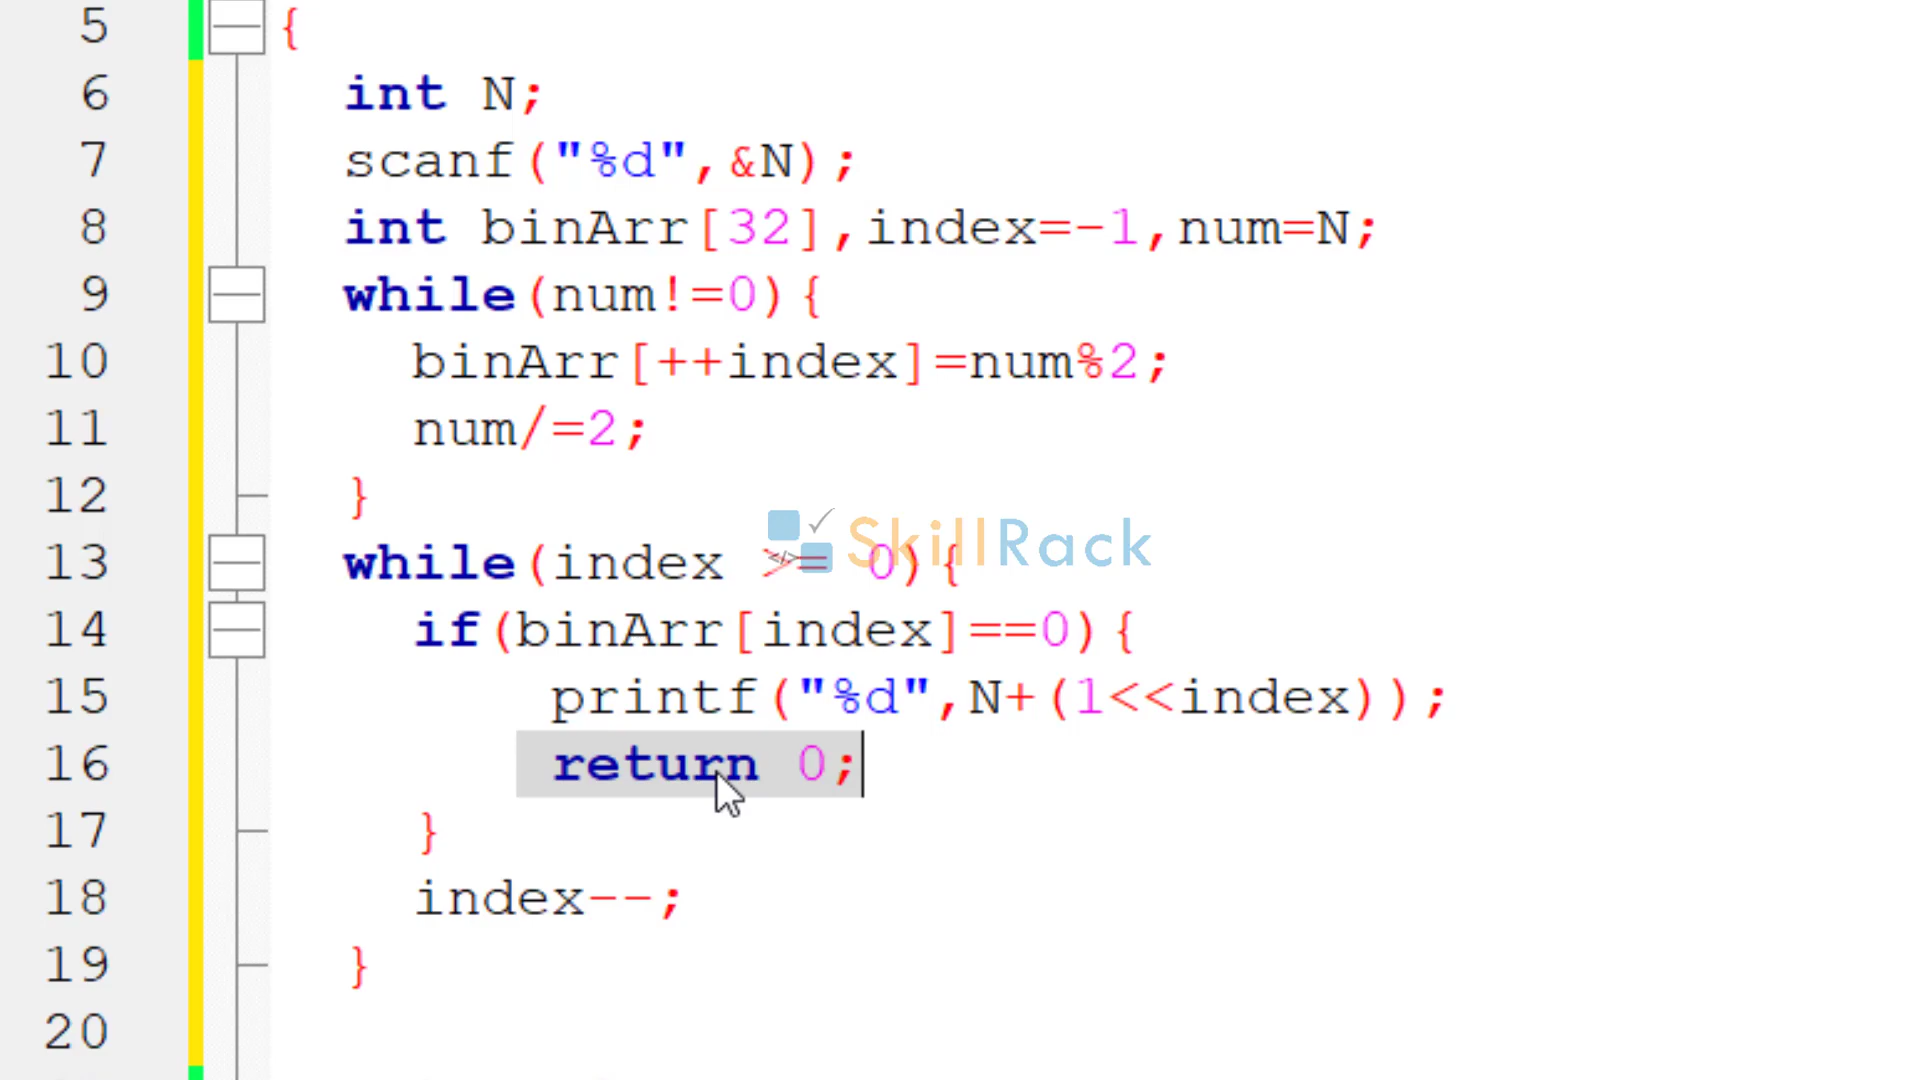 5 {
6 int N;
7 scanf("%d",&N);
8 int binArr[32],index=-1,num=N;
9 while(num!=0){
10 binArr[++index]=num%2;
11 num/=2;
12 }
SkillRack
13 while(index >= 0){
14 if(binArr[index]==0){
15 printf("%d",N+(1<<index));
16 return 0;
17 }
18 index--;
19 }
20